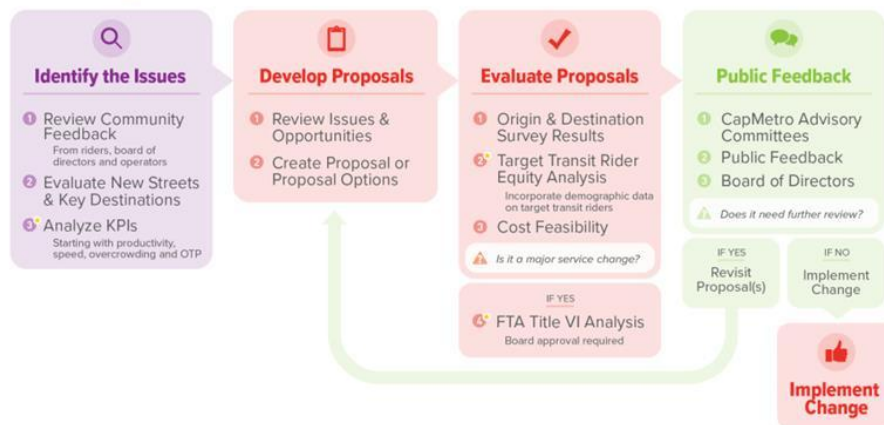 Identify the Issues
1 Review Community
Feedback
From riders, board of
directors and operators
2 Evaluate New Streets
& Key Destinations
3 Analyze KPIs
Starting with productivity,
speed, overcrowding and OTP
Develop Proposals
1 Review Issues &
Opportunities
2 Create Proposal or
Proposal Options
Evaluate Proposals
1 Origin & Destination
Survey Results
2 Target Transit Rider
Equity Analysis
Incorporate demographic data
on target transit riders
3 Cost Feasibility
Is it a major service change?
IF YES
FTA Title VI Analysis
Board approval required
Public Feedback
1 CapMetro Advisory
Committees
2 Public Feedback
3 Board of Directors
Does it need further review?
IF YES
Revisit
Proposal(s)
IF NO
Implement
Change
Implement
Change